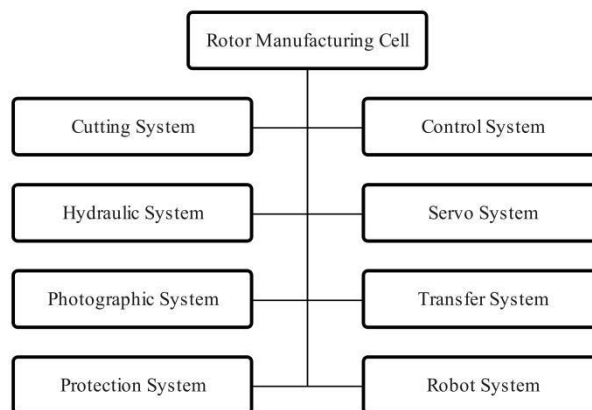 Rotor Manufacturing Cell
Cutting System
Control System
Hydraulic System
Servo System
Photographic System
Transfer System
Protection System
Robot System